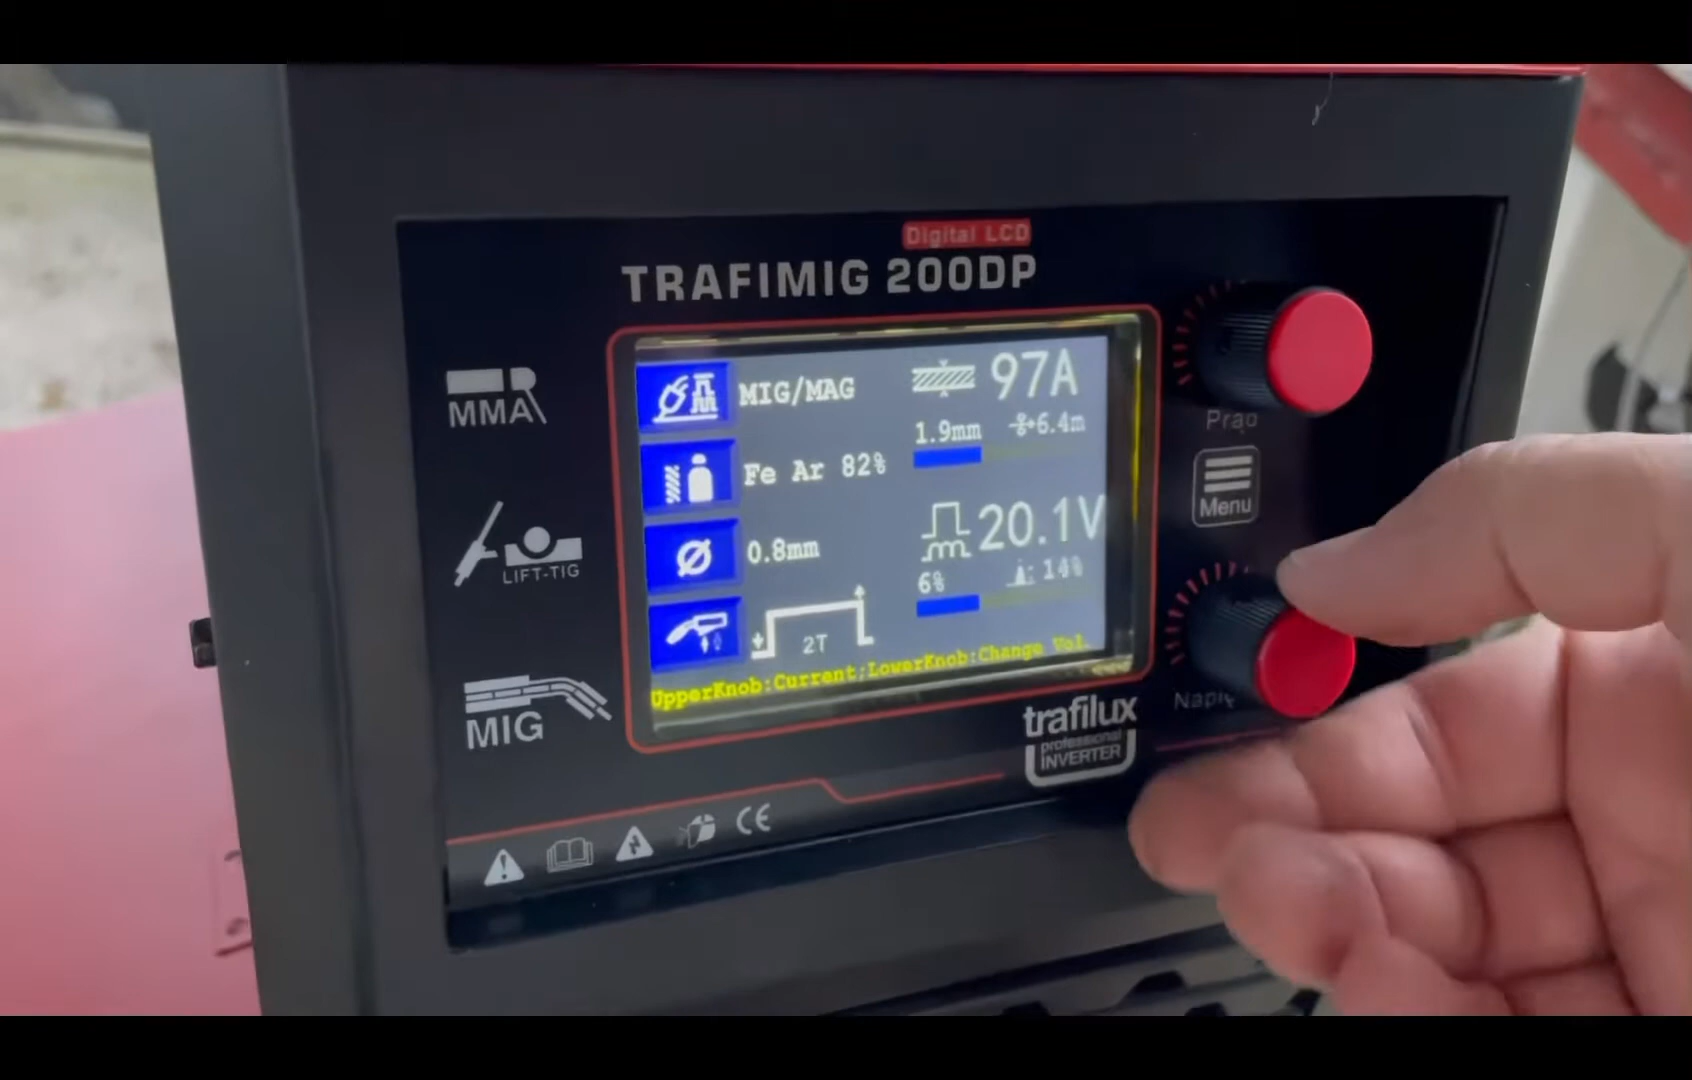 Digital LCD
TRAFIMIG 200DP
MMA
LIFT-TIG
MIG
MIG/MAG
Fe Ar 82%
0.8mm
2T
97A
1.9mm
6.4m
20.1V
6%
14%
UpperKnob:Current;LowerKnob:Change Vol.
Prąd
Menu
Napię
trafilux
professional
INVERTER
CE